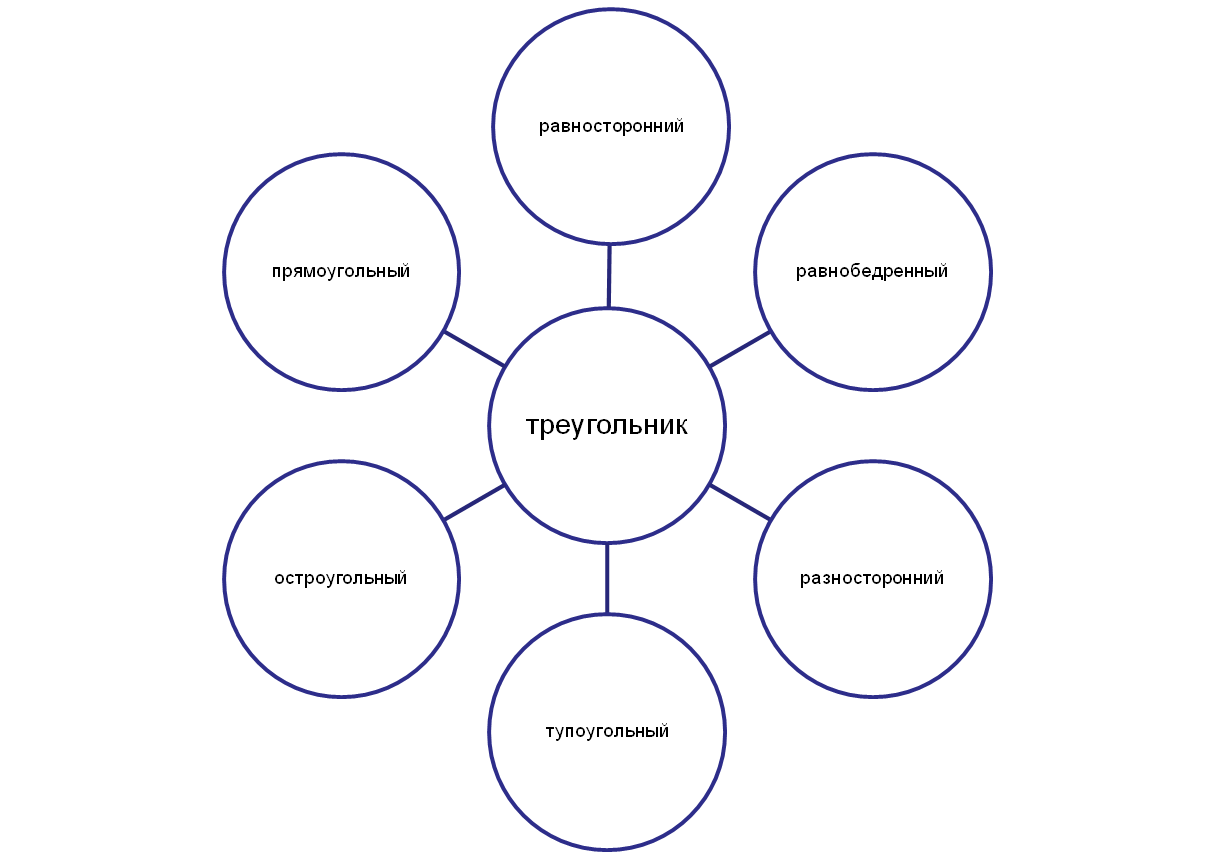 равносторонний
прямоугольный
равнобедренный
треугольник
остроугольный
разносторонний
тупоугольный